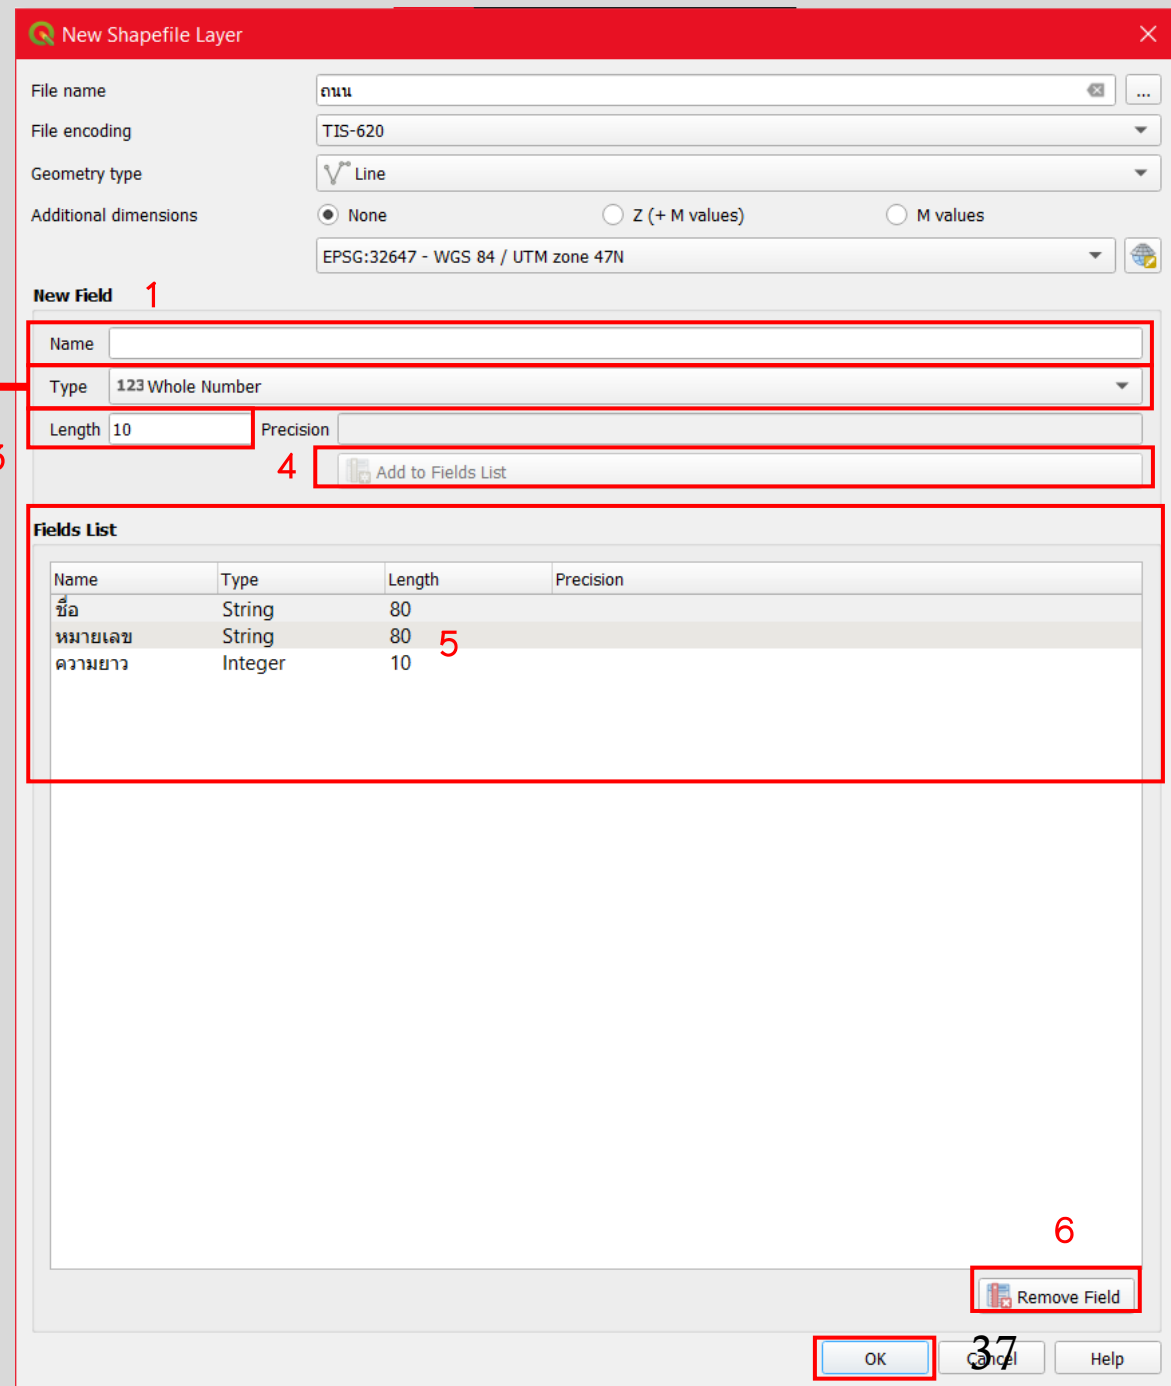 New Shapefile Layer
File name ถนน ...
File encoding TIS-620
Geometry type Line
Additional dimensions None Z (+ M values) M values
EPSG:32647 - WGS 84 / UTM zone 47N
New Field 1
Name
Type 123 Whole Number
Length 10 Precision
4 Add to Fields List
Fields List
Name Type Length Precision
ชื่อ String 80
หมายเลข String 80 5
ความยาว Integer 10
6
Remove Field
OK Cancel Help
37